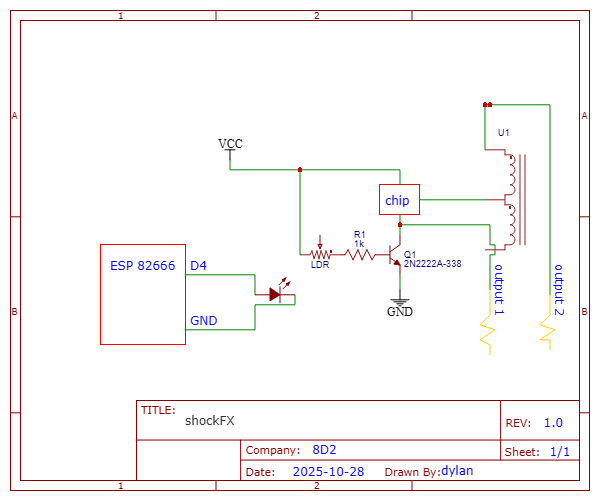 1 2
A A
U1
VCC
chip
R1
1k
Q1
2N2222A-338
LDR
ESP 82666
D4
GND
GND
output 1
output 2
B B
TITLE:
shockFX
REV: 1.0
Company: 8D2
Sheet: 1/1
Date: 2025-10-28 Drawn By: dylan
1 2